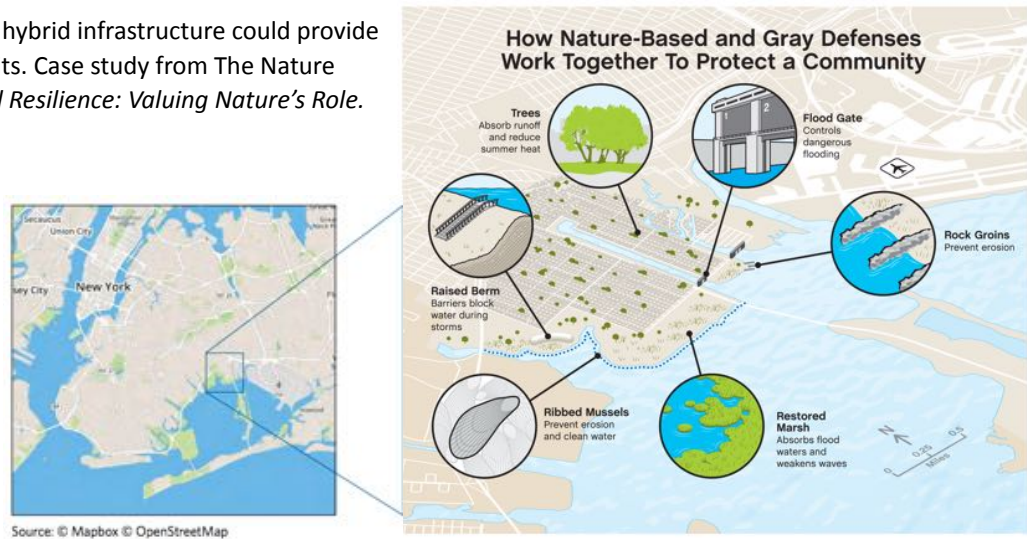 hybrid infrastructure could provide
ts. Case study from The Nature
l Resilience: Valuing Nature's Role.
How Nature-Based and Gray Defenses
Work Together To Protect a Community
Trees
Absorb runoff
and reduce
summer heat
1
2
Flood Gate
Controls
dangerous
flooding
Rock Groins
Prevent erosion
Raised Berm
Barriers block
water during
storms
Ribbed Mussels
Prevent erosion
and clean water
Restored
Marsh
Absorbs flood
waters and
weakens waves
N
0
0.25
0.5
Miles
Secaucus
Union City
New York
sey City
Source: © Mapbox © OpenStreetMap